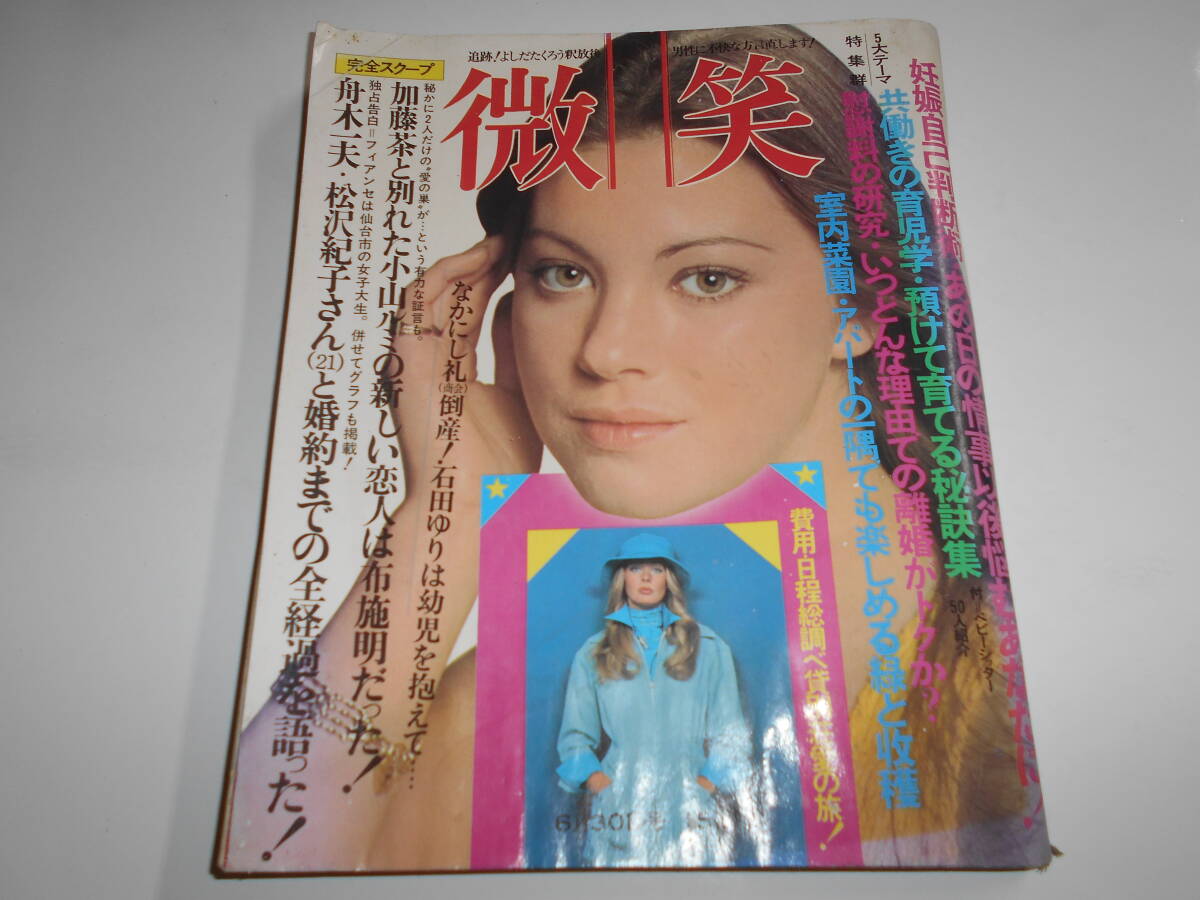 追跡!よしだたくろう釈放後
男性に不快な方言直します!
微笑
5大テーマ
特集群
妊娠自己判断術 あの日の情事以後悩むあなたに!
共働きの育児学・預けて育てる秘訣集
付=ベビーシッター
50人紹介
慰謝料の研究・いつどんな理由での離婚がトクか?
室内菜園・アパートの一隅でも楽しめる緑と収穫
費用・日程総調べ
の旅!
なかにし礼(商会)倒産!石田ゆりは幼児を抱えて……
完全スクープ
秘かに2人だけの“愛の巣”が…という有力な証言も。
加藤茶と別れた小山ルミの新しい恋人は布施明だった!
独占告白=フィアンセは仙台市の女子大生。併せてグラフも掲載!
舟木一夫・松沢紀子さん(21)と婚約までの全経過を語った!
6月30日号